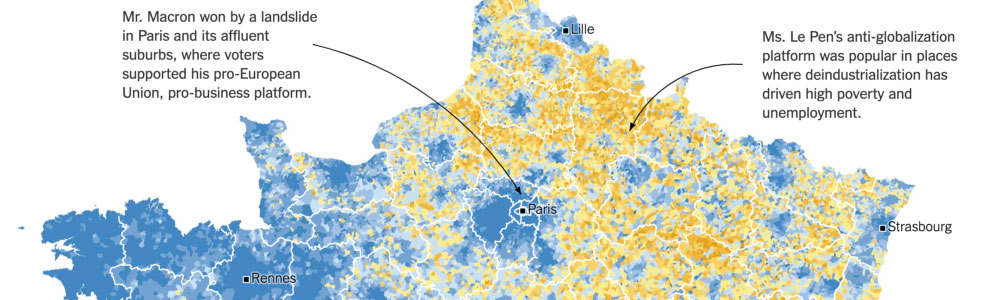 Mr. Macron won by a landslide
in Paris and its affluent
suburbs, where voters
supported his pro-European
Union, pro-business platform.
Lille
Ms. Le Pen’s anti-globalization
platform was popular in places
where deindustrialization has
driven high poverty and
unemployment.
Paris
Strasbourg
Rennes